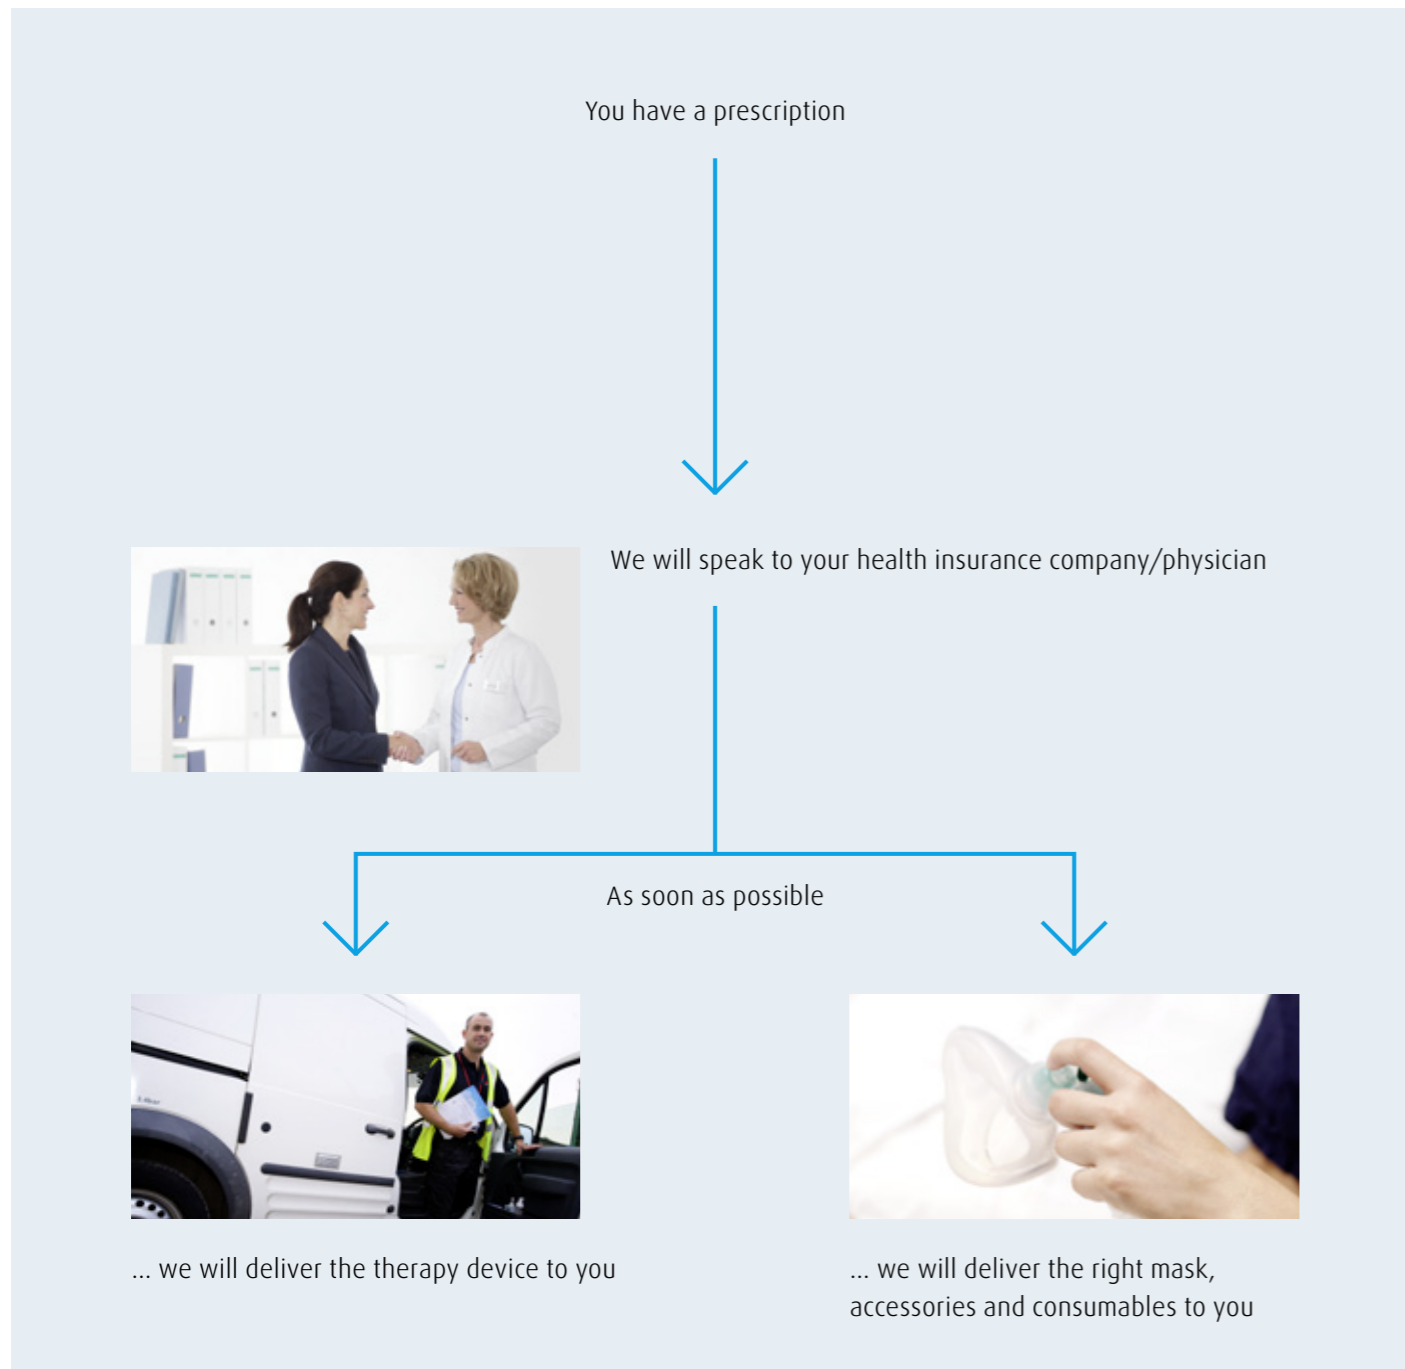 You have a prescription
We will speak to your health insurance company/physician
As soon as possible
... we will deliver the therapy device to you
... we will deliver the right mask,
accessories and consumables to you